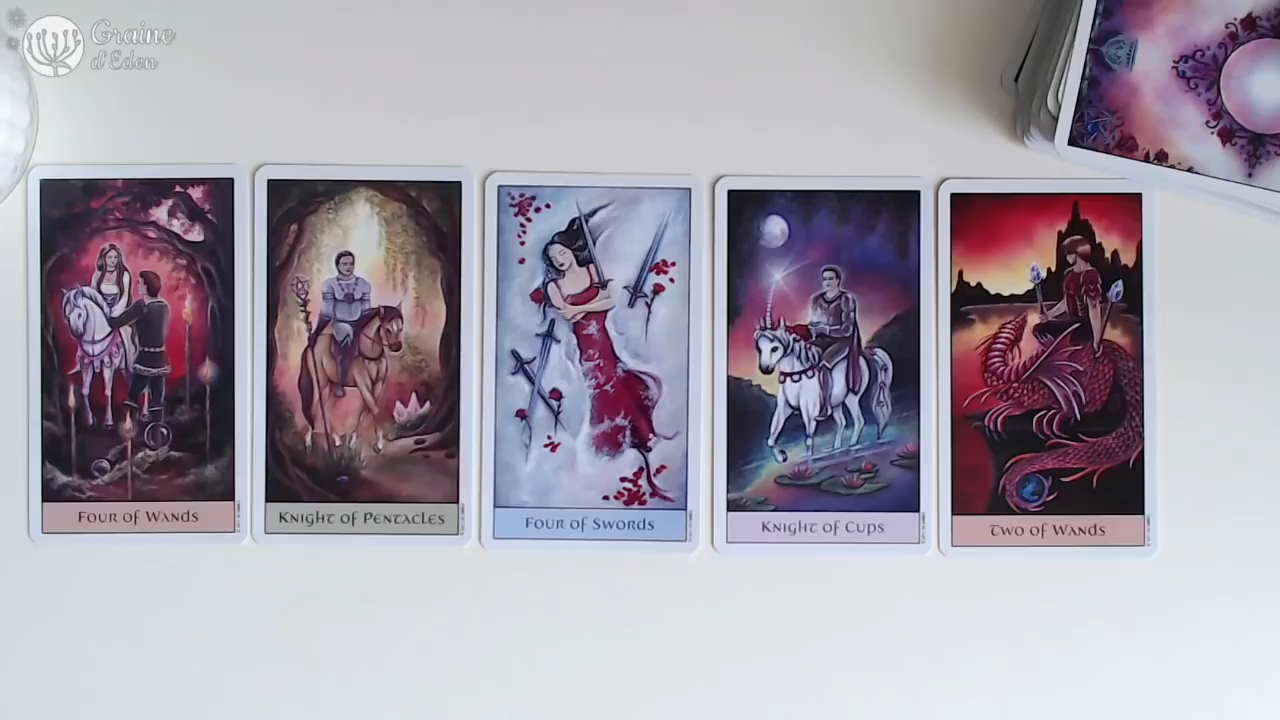 Graine
d'Eden
Four of Wands
Knight of Pentacles
Four of Swords
Knight of Cups
Two of Wands